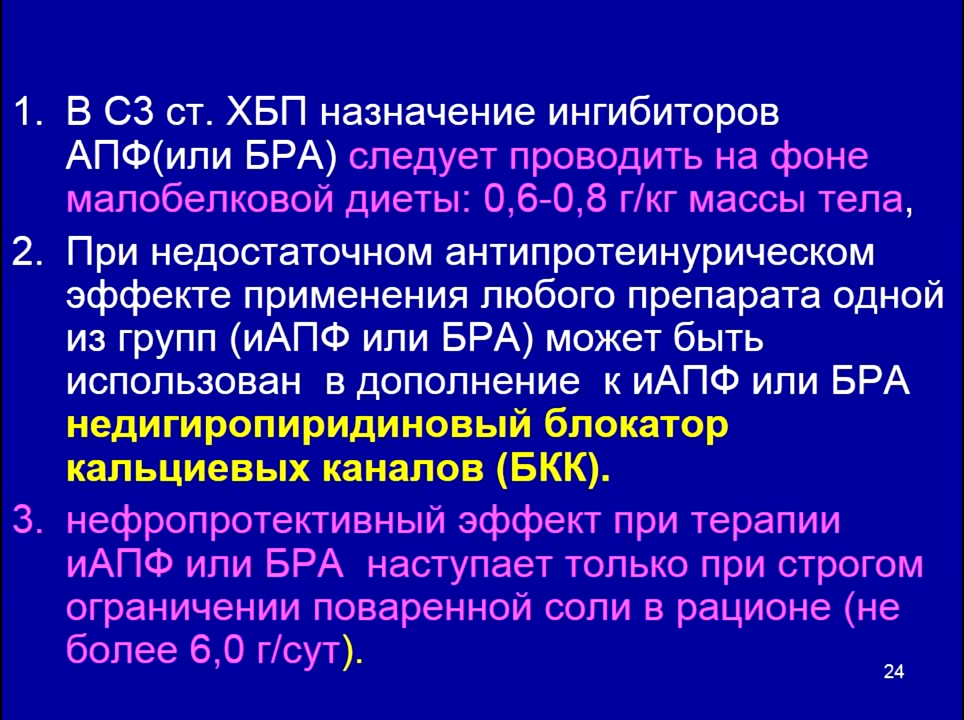 1. В С3 ст. ХБП назначение ингибиторов
АПФ(или БРА) следует проводить на фоне
малобелковой диеты: 0,6-0,8 г/кг массы тела,
2. При недостаточном антипротеинурическом
эффекте применения любого препарата одной
из групп (иАПФ или БРА) может быть
использован в дополнение к иАПФ или БРА
недигиропиридиновый блокатор
кальциевых каналов (БКК).
3. нефропротективный эффект при терапии
иАПФ или БРА наступает только при строгом
ограничении поваренной соли в рационе (не
более 6,0 г/сут).
24